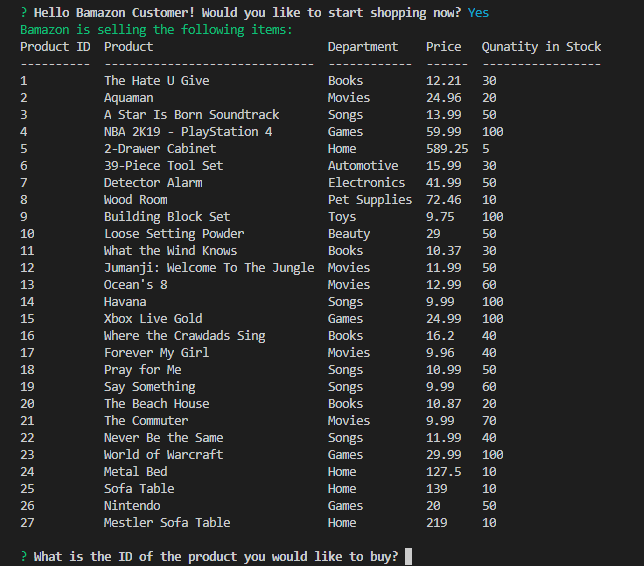 ? Hello Bamazon Customer! Would you like to start shopping now? Yes
Bamazon is selling the following items:
Product ID  Product                         Department    Price   Qunatity in Stock
----------  ------------------------------  ------------  ------  -----------------
1           The Hate U Give                 Books         12.21   30
2           Aquaman                         Movies        24.96   20
3           A Star Is Born Soundtrack       Songs         13.99   50
4           NBA 2K19 - PlayStation 4        Games         59.99   100
5           2-Drawer Cabinet                Home          589.25  5
6           39-Piece Tool Set               Automotive    15.99   30
7           Detector Alarm                  Electronics   41.99   50
8           Wood Room                       Pet Supplies  72.46   10
9           Building Block Set              Toys          9.75    100
10          Loose Setting Powder            Beauty        29      50
11          What the Wind Knows             Books         10.37   30
12          Jumanji: Welcome To The Jungle  Movies        11.99   50
13          Ocean's 8                       Movies        12.99   60
14          Havana                          Songs         9.99    100
15          Xbox Live Gold                  Games         24.99   100
16          Where the Crawdads Sing         Books         16.2    40
17          Forever My Girl                 Movies        9.96    40
18          Pray for Me                     Songs         10.99   50
19          Say Something                   Songs         9.99    60
20          The Beach House                 Books         10.87   20
21          The Commuter                    Movies        9.99    70
22          Never Be the Same               Songs         11.99   40
23          World of Warcraft               Games         29.99   100
24          Metal Bed                       Home          127.5   10
25          Sofa Table                      Home          139     10
26          Nintendo                        Games         20      50
27          Mestler Sofa Table              Home          219     10
? What is the ID of the product you would like to buy?